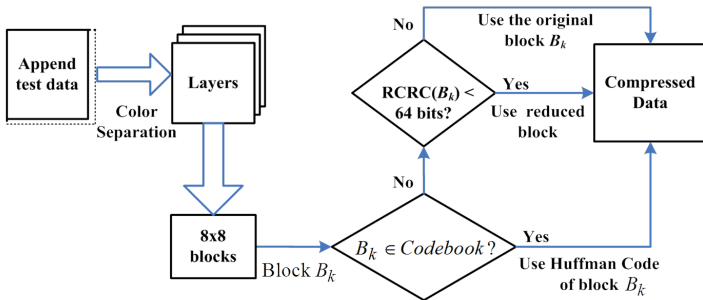 Append
test data
Color
Separation
Layers
8x8
blocks
Block B_k
B_k ∈ Codebook?
No
Yes
Use Huffman Code
of block B_k
RCRC(B_k) <
64 bits?
No
Use the original
block B_k
Yes
Use reduced
block
Compressed
Data